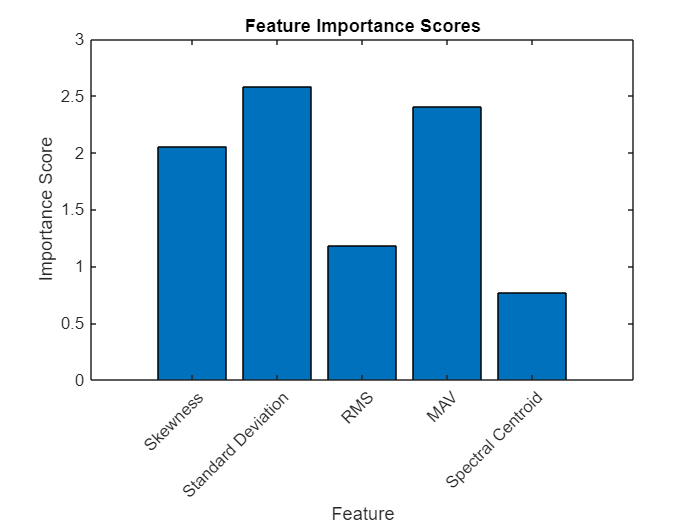 Feature Importance Scores
Importance Score
3
2.5
2
1.5
1
0.5
0
Skewness
Standard Deviation
RMS
MAV
Spectral Centroid
Feature